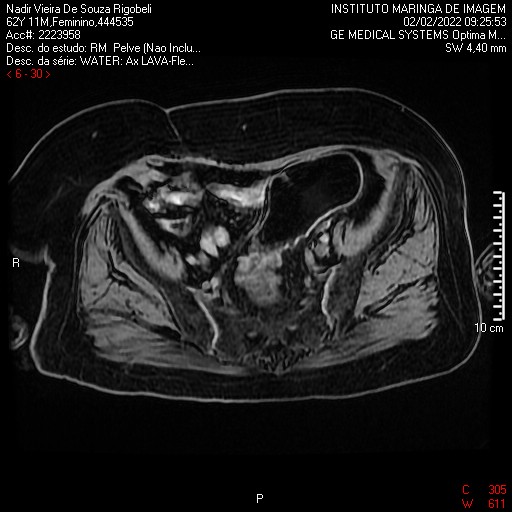 Nadir Vieira De Souza Rigobeli
62Y 11M,Feminino,444535
Acc#: 2223958
Desc. do estudo: RM Pelve (Nao Inclu...
Desc. da série: WATER: Ax LAVA-Fle...
< 6 - 30 >
INSTITUTO MARINGA DE IMAGEM
02/02/2022 09:25:53
GE MEDICAL SYSTEMS Optima M...
SW 4,40 mm
R
10 cm
P
C 305
W 611